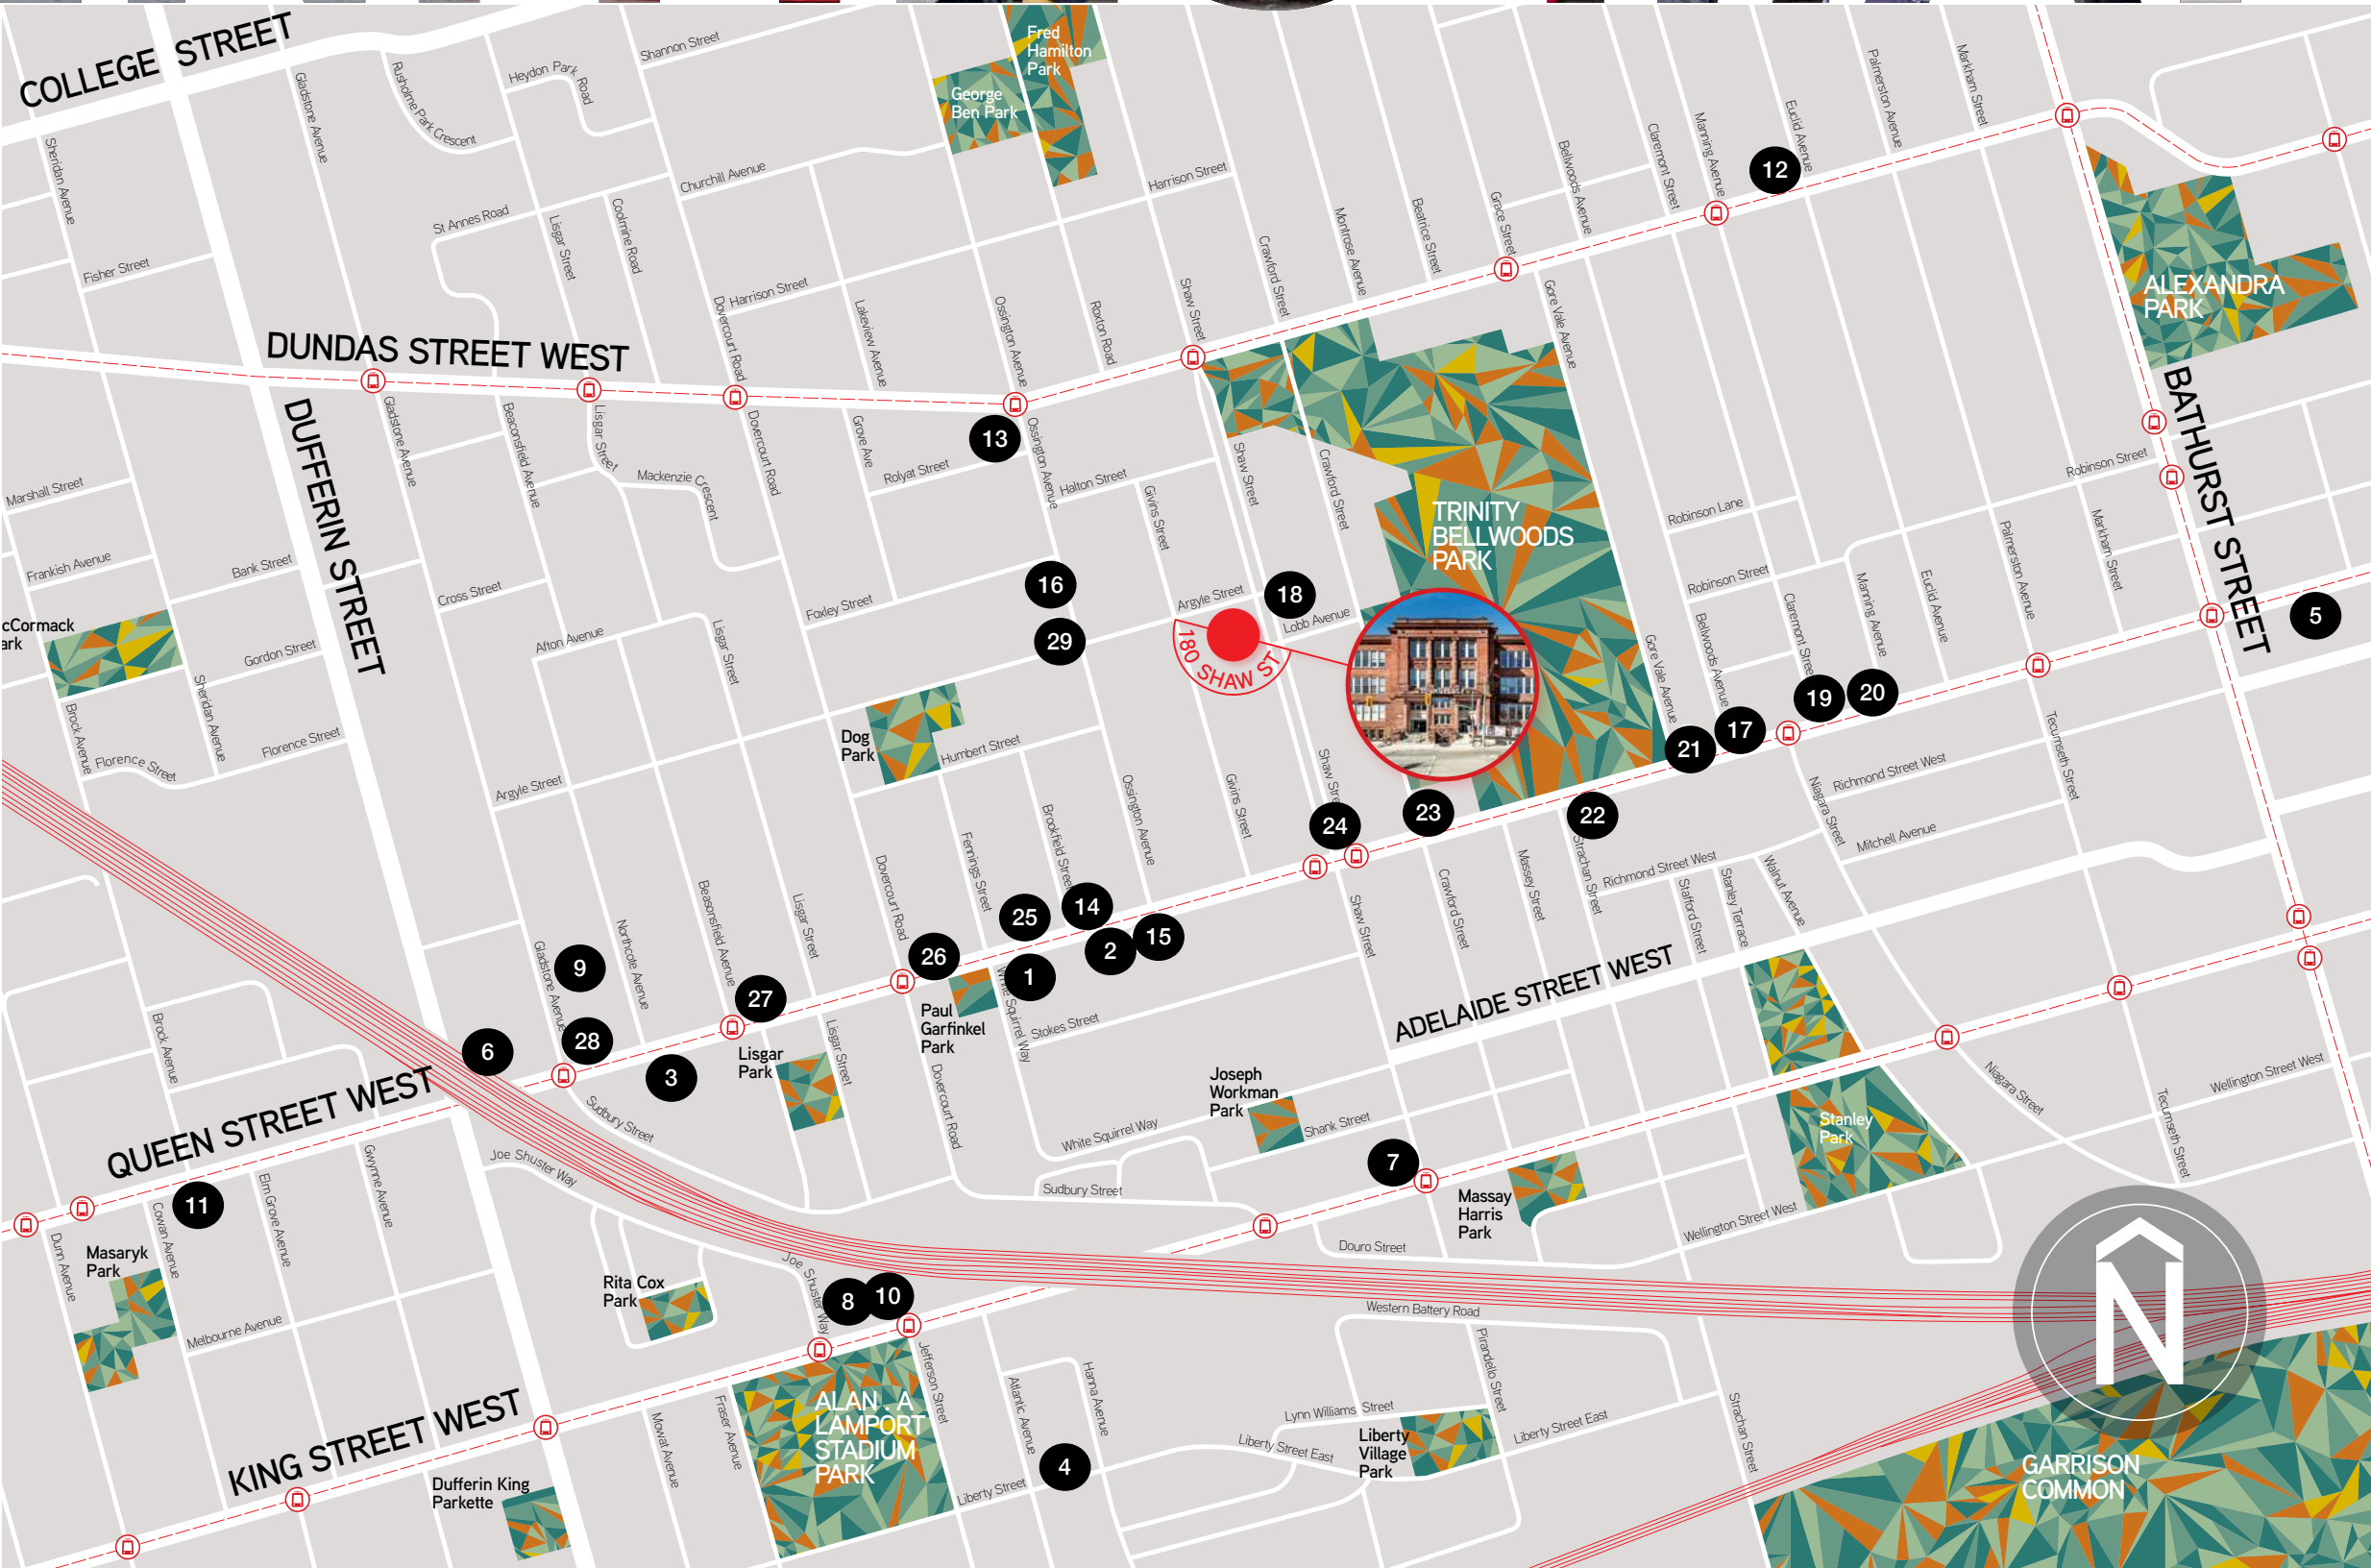 COLLEGE STREET
Gladstone Avenue
Rusholme Park Crescent
Heydon Park Road
Shannon Street
Fred
Hamilton
Park
George
Ben Park
Sheridan Avenue
Fisher Street
St Annes Road
Lisgar Street
Coolmine Road
Churchill Avenue
Harrison Street
Dovercourt Road
Harrison Street
Lakeview Avenue
Ossington Avenue
Roxton Road
Shaw Street
Crawford Street
Montrose Avenue
Beatrice Street
Grace Street
Bellwoods Avenue
Claremont Street
Manning Avenue
12
Euclid Avenue
Palmerston Avenue
Markham Street
Gore Vale Avenue
ALEXANDRA
PARK
DUNDAS STREET WEST
DUFFERIN STREET
BATHURST STREET
Gladstone Avenue
Beaconsfield Avenue
Lisgar Street
Mackenzie Crescent
Dovercourt Road
Grove Ave
Rolyat Street
13
Ossington Avenue
Halton Street
Givins Street
Shaw Street
Crawford Street
TRINITY
BELLWOODS
PARK
Robinson Lane
Robinson Street
Robinson Street
Palmerston Avenue
Markham Street
Marshall Street
Frankish Avenue
Bank Street
Cross Street
Foxley Street
16
29
Argyle Street
18
Lobb Avenue
180 SHAW ST
Gore Vale Avenue
Bellwoods Avenue
Claremont Street
Manning Avenue
Euclid Avenue
5
cCormack
ark
Gordon Street
Afton Avenue
Lisgar Street
Sheridan Avenue
Brock Avenue
Florence Street
Florence Street
Argyle Street
Dog
Park
Humbert Street
19
20
17
21
Tecumseth Street
Richmond Street West
Niagara Street
Mitchell Avenue
Fennings Street
Brookfield Street
Ossington Avenue
Givins Street
Shaw Stre
24
23
22
Strachan Street
Massey Street
Crawford Street
Shaw Street
Richmond Street West
Stafford Street
Stanley Terrace
Walnut Avenue
Dovercourt Road
Lisgar Street
Beasonsfield Avenue
Northcote Avenue
Gladstone Avenue
25
14
2
15
26
1
9
27
28
6
3
ADELAIDE STREET WEST
Paul
Garfinkel
Park
White Squirrel Way
Stokes Street
Lisgar
Park
Lisgar Street
Brock Avenue
QUEEN STREET WEST
Sudbury Street
Dovercourt Road
Joseph
Workman
Park
Shank Street
White Squirrel Way
Sudbury Street
7
Massay
Harris
Park
Stanley
Park
Niagara Street
Tecumseth Street
Wellington Street West
Wellington Street West
Joe Shuster Way
Gwynne Avenue
Elm Grove Avenue
11
Cowan Avenue
Dunn Avenue
Masaryk
Park
Melbourne Avenue
Douro Street
Rita Cox
Park
Joe Shuster Way
8
10
Western Battery Road
N
KING STREET WEST
Mowat Avenue
Fraser Avenue
ALAN . A
LAMPORT
STADIUM
PARK
Jefferson Street
Atlantic Avenue
Hanna Avenue
Pirandello Street
Lynn Williams Street
Liberty Street East
Liberty
Village
Park
Liberty Street East
Strachan Street
Dufferin King
Parkette
Liberty Street
4
GARRISON
COMMON